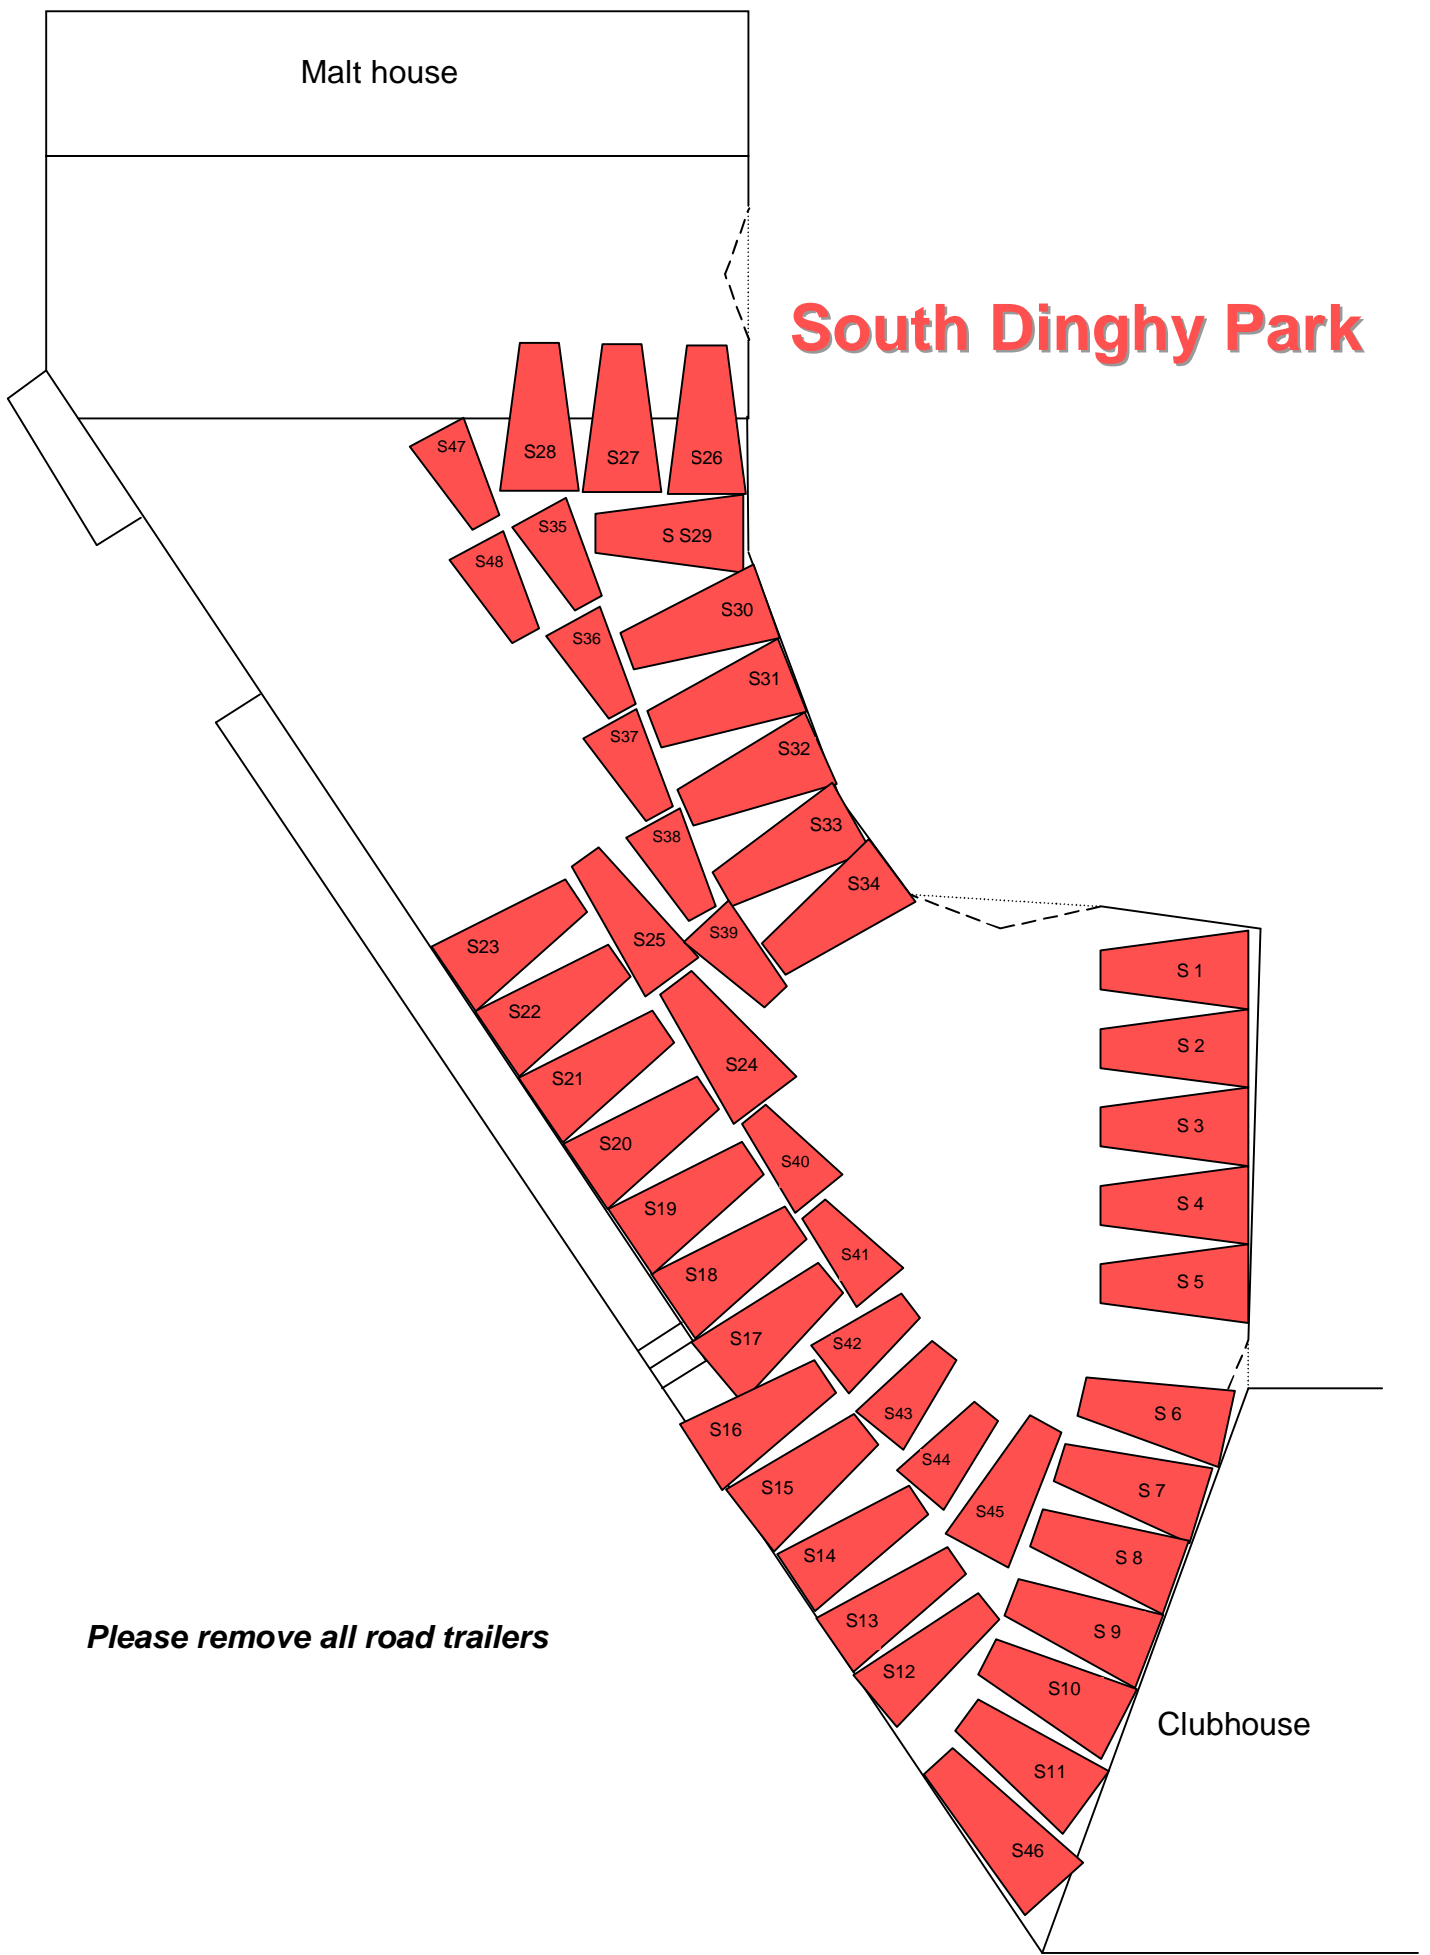 Malt house
South Dinghy Park
S47
S28
S27
S26
S35
S S29
S48
S30
S36
S31
S37
S32
S38
S33
S34
S39
S25
S23
S 1
S22
S 2
S24
S21
S 3
S20
S40
S 4
S19
S41
S18
S 5
S17
S42
S43
S 6
S16
S44
S15
S 7
S45
S14
S 8
S13
S 9
Please remove all road trailers
S12
S10
Clubhouse
S11
S46